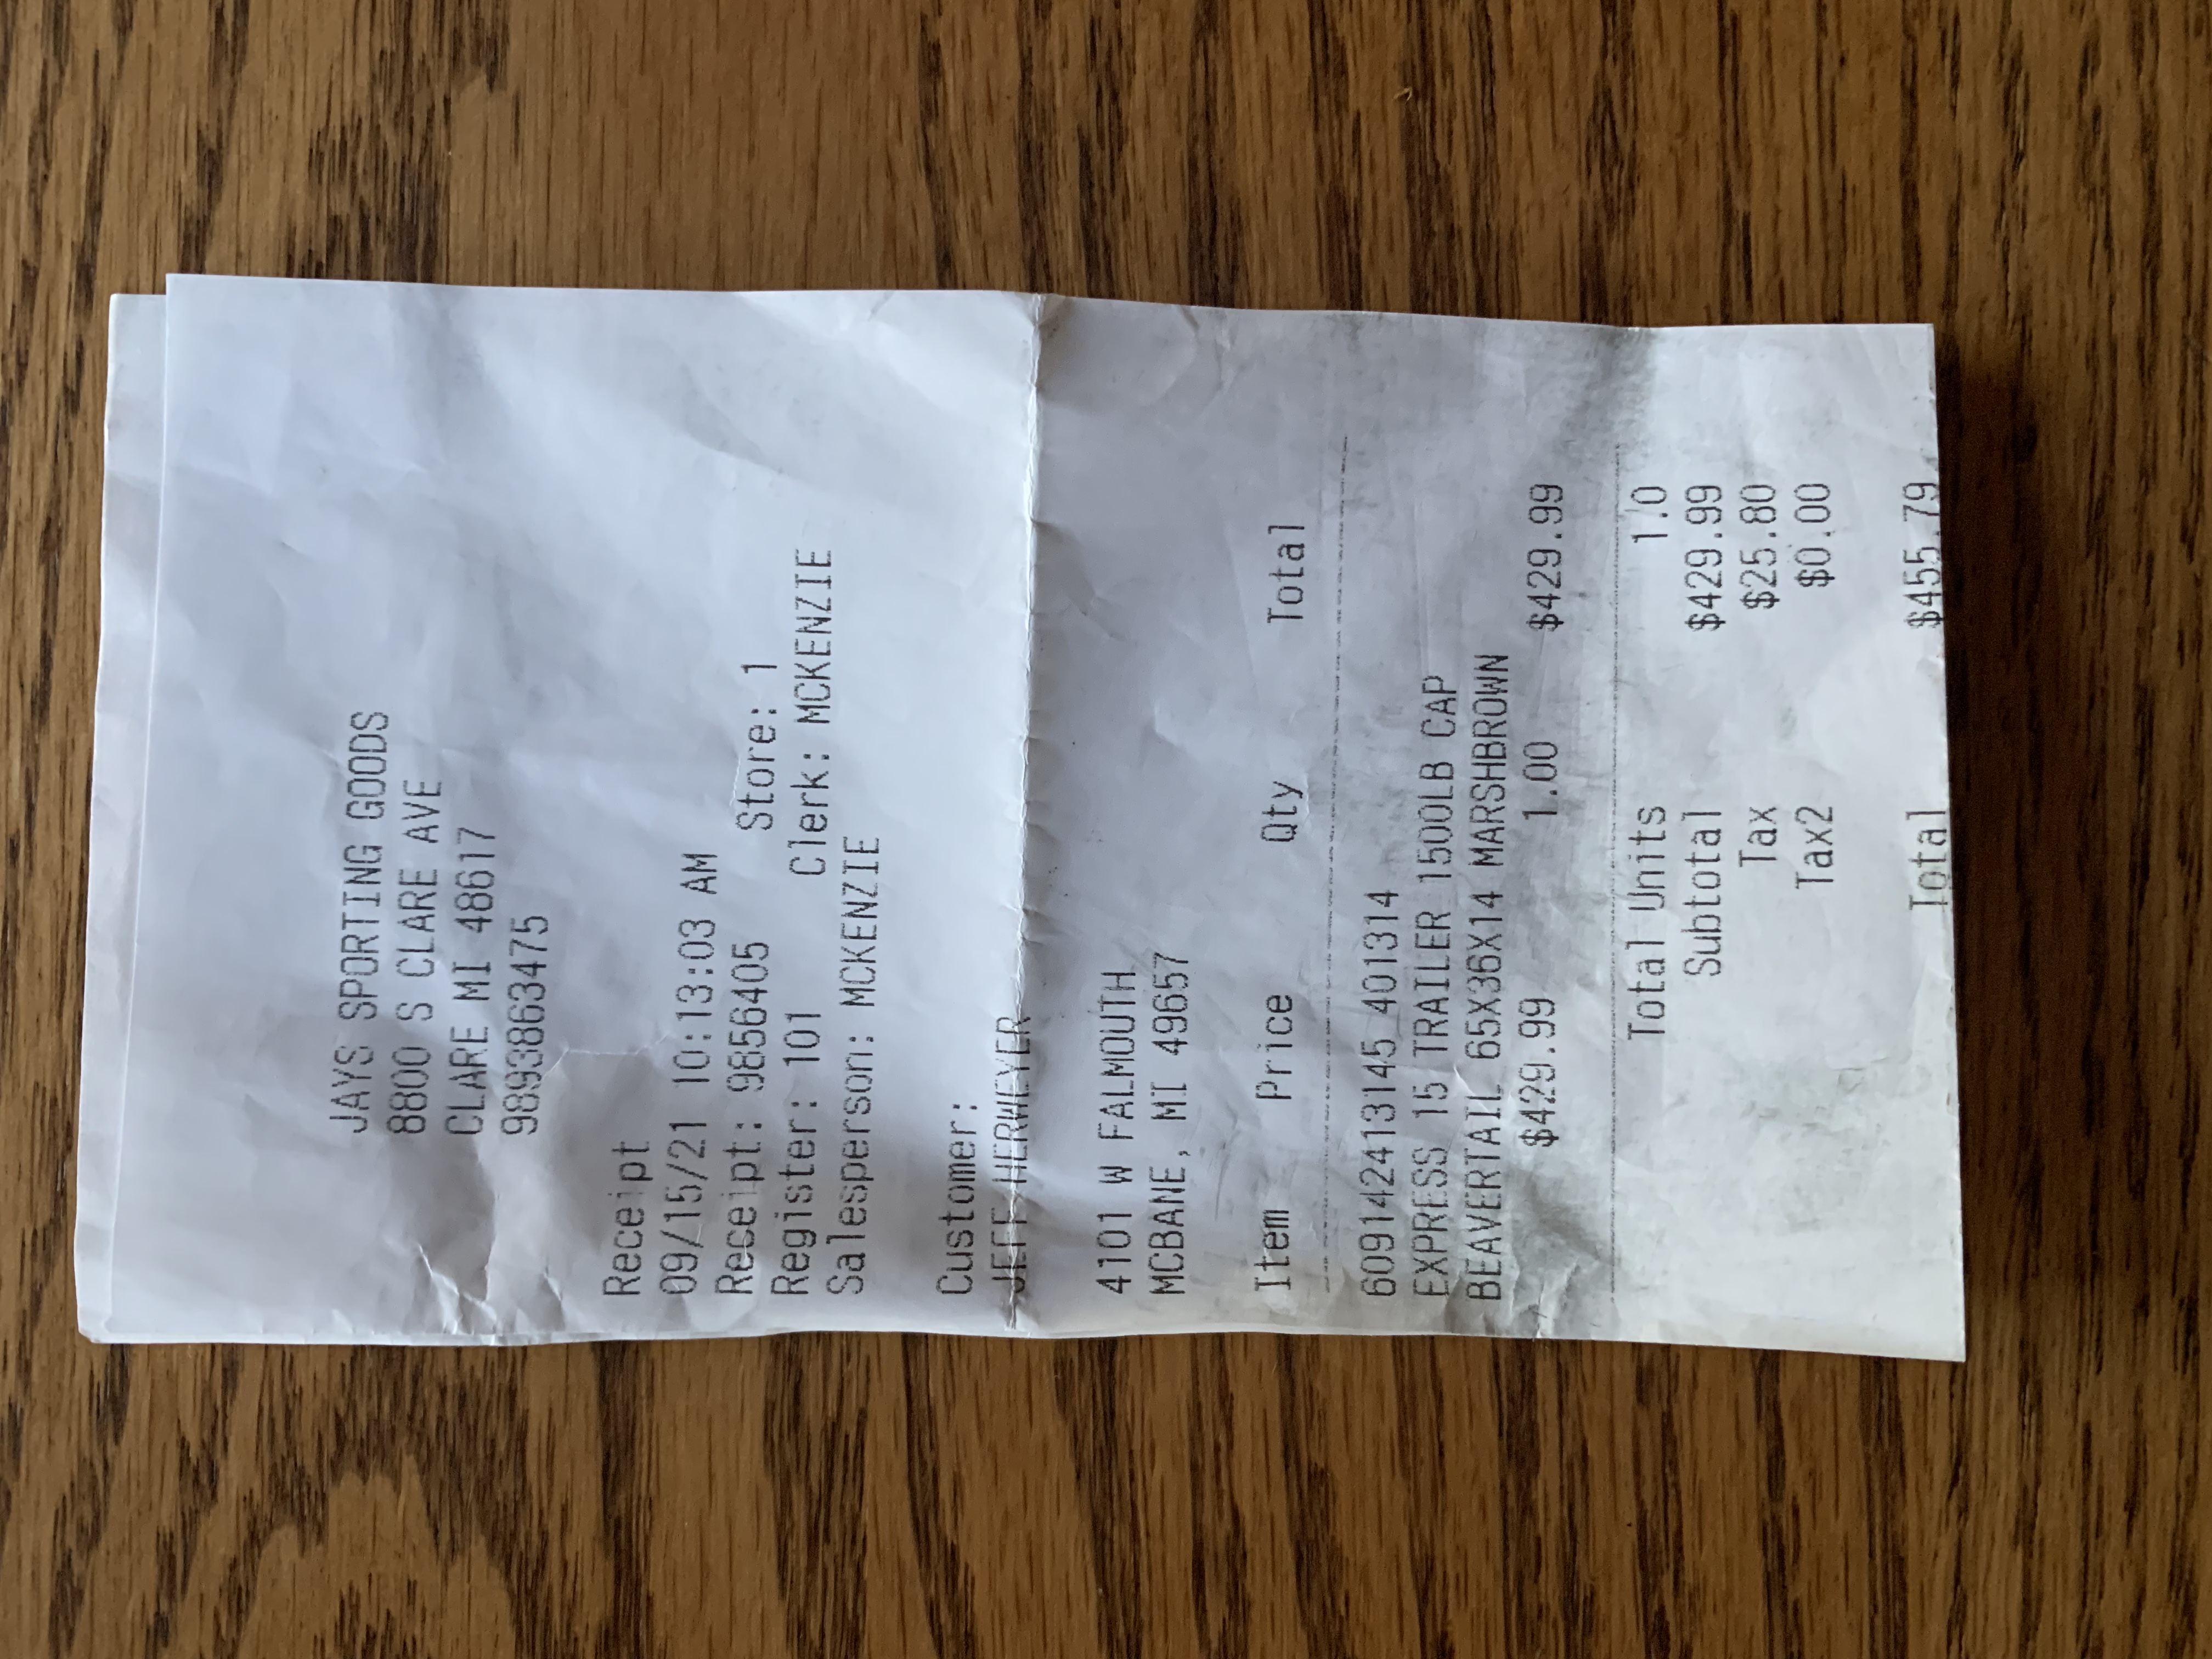 JAYS SPORTING GOODS
8800 S CLARE AVE
CLARE MI 48617
9893863475
Receipt
09/15/21 10:13:03 AM
Receipt: 9856405
Register: 101 Store: 1
Salesperson: MCKENZIE Clerk: MCKENZIE
Customer:
JEFF HERWEYER
4101 W FALMOUTH
MCBANE, MI 49657
Item Price Qty Total
609142413145 401314
EXPRESS 15 TRAILER 1500LB CAP
BEAVERTAIL 65X36X14 MARSHBROWN
$429.99 1.00 $429.99
Total Units 1.0
Subtotal $429.99
Tax $25.80
Tax2 $0.00
Total $455.79